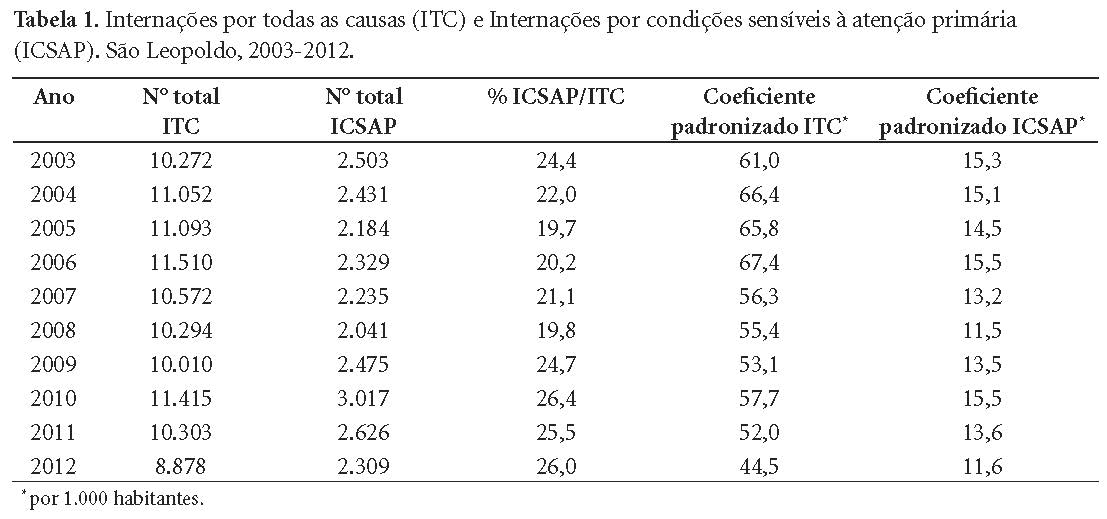 Tabela 1. Internações por todas as causas (ITC) e Internações por condições sensíveis à atenção primária
(ICSAP). São Leopoldo, 2003-2012.
Ano Nº total ITC Nº total ICSAP % ICSAP/ITC Coeficiente padronizado ITC* Coeficiente padronizado ICSAP*
2003 10.272 2.503 24,4 61,0 15,3
2004 11.052 2.431 22,0 66,4 15,1
2005 11.093 2.184 19,7 65,8 14,5
2006 11.510 2.329 20,2 67,4 15,5
2007 10.572 2.235 21,1 56,3 13,2
2008 10.294 2.041 19,8 55,4 11,5
2009 10.010 2.475 24,7 53,1 13,5
2010 11.415 3.017 26,4 57,7 15,5
2011 10.303 2.626 25,5 52,0 13,6
2012 8.878 2.309 26,0 44,5 11,6
* por 1.000 habitantes.